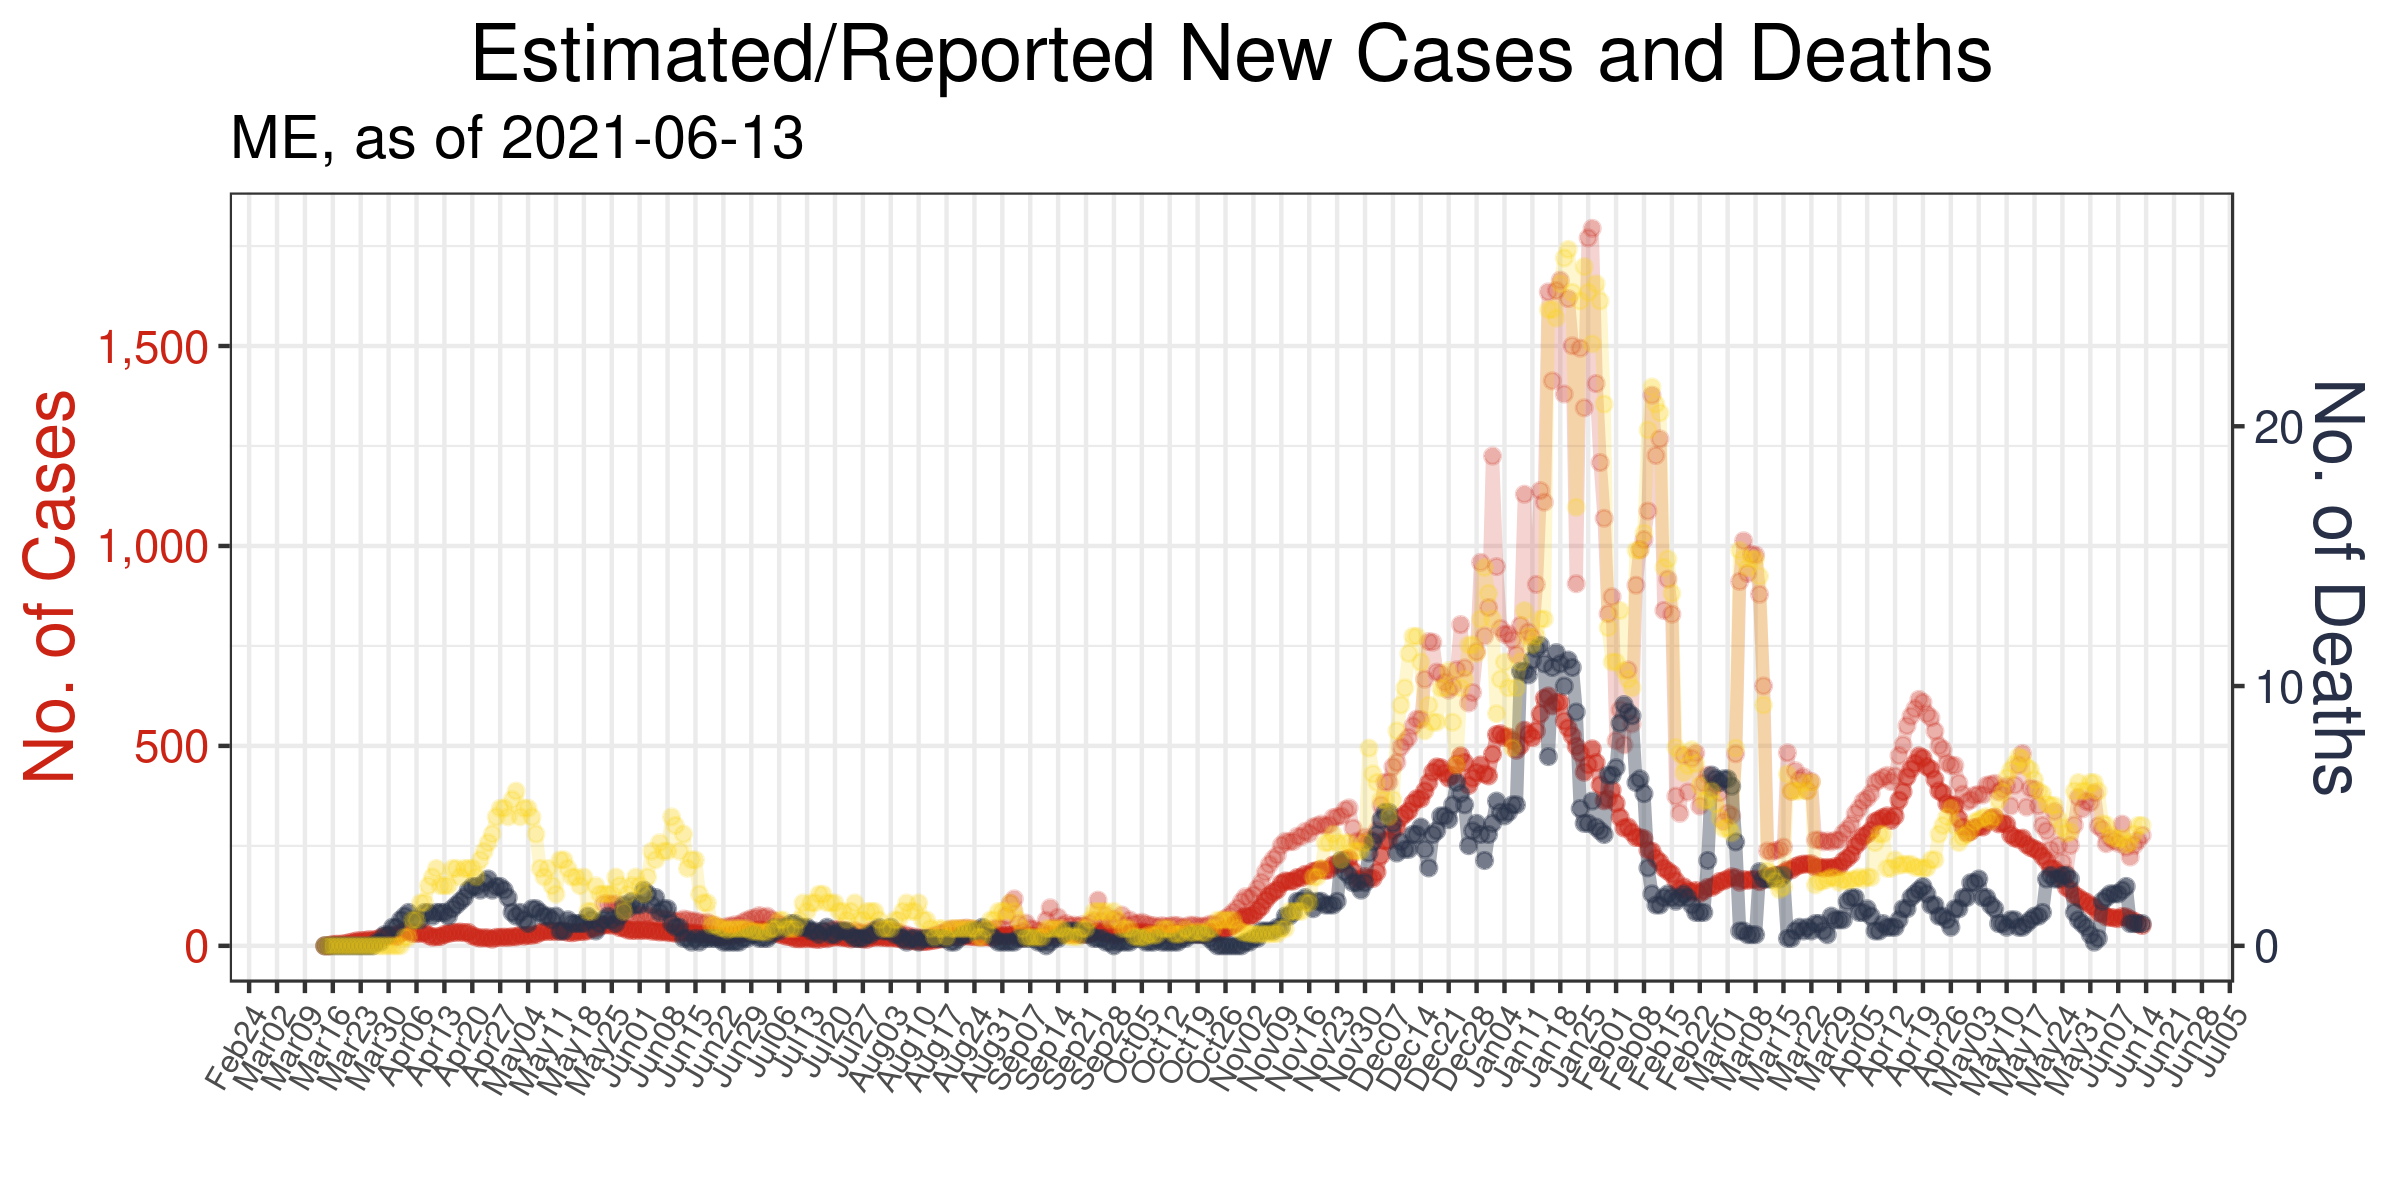 Estimated/Reported New Cases and Deaths
ME, as of 2021-06-13
No. of Cases
1,500
1,000
500
0
No. of Deaths
20
10
0
Feb24
Mar02
Mar09
Mar16
Mar23
Mar30
Apr06
Apr13
Apr20
Apr27
May04
May11
May18
May25
Jun01
Jun08
Jun15
Jun22
Jun29
Jul06
Jul13
Jul20
Jul27
Aug03
Aug10
Aug17
Aug24
Aug31
Sep07
Sep14
Sep21
Sep28
Oct05
Oct12
Oct19
Oct26
Nov02
Nov09
Nov16
Nov23
Nov30
Dec07
Dec14
Dec21
Dec28
Jan04
Jan11
Jan18
Jan25
Feb01
Feb08
Feb15
Feb22
Mar01
Mar08
Mar15
Mar22
Mar29
Apr05
Apr12
Apr19
Apr26
May03
May10
May17
May24
May31
Jun07
Jun14
Jun21
Jun28
Jul05